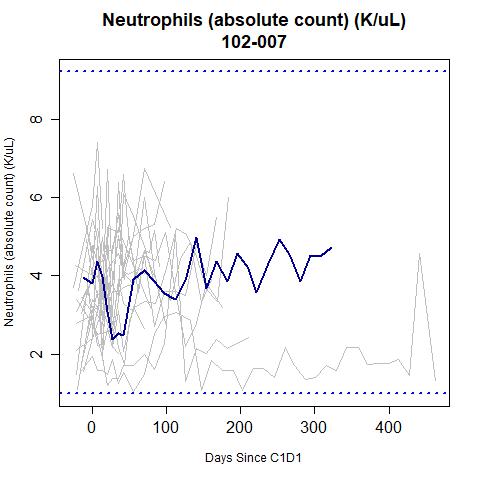 Neutrophils (absolute count) (K/uL)
102-007
Neutrophils (absolute count) (K/uL)
8
6
4
2
0 100 200 300 400
Days Since C1D1